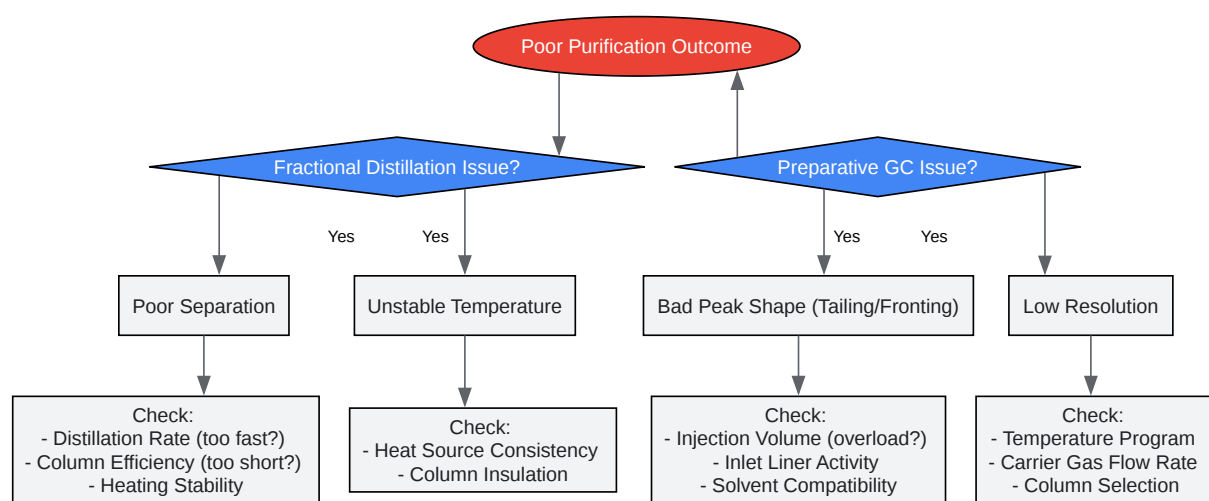 Poor Purification Outcome
Fractional Distillation Issue?
Preparative GC Issue?
Yes
Yes
Yes
Yes
Poor Separation
Unstable Temperature
Bad Peak Shape (Tailing/Fronting)
Low Resolution
Check:
- Distillation Rate (too fast?)
- Column Efficiency (too short?)
- Heating Stability
Check:
- Heat Source Consistency
- Column Insulation
Check:
- Injection Volume (overload?)
- Inlet Liner Activity
- Solvent Compatibility
Check:
- Temperature Program
- Carrier Gas Flow Rate
- Column Selection